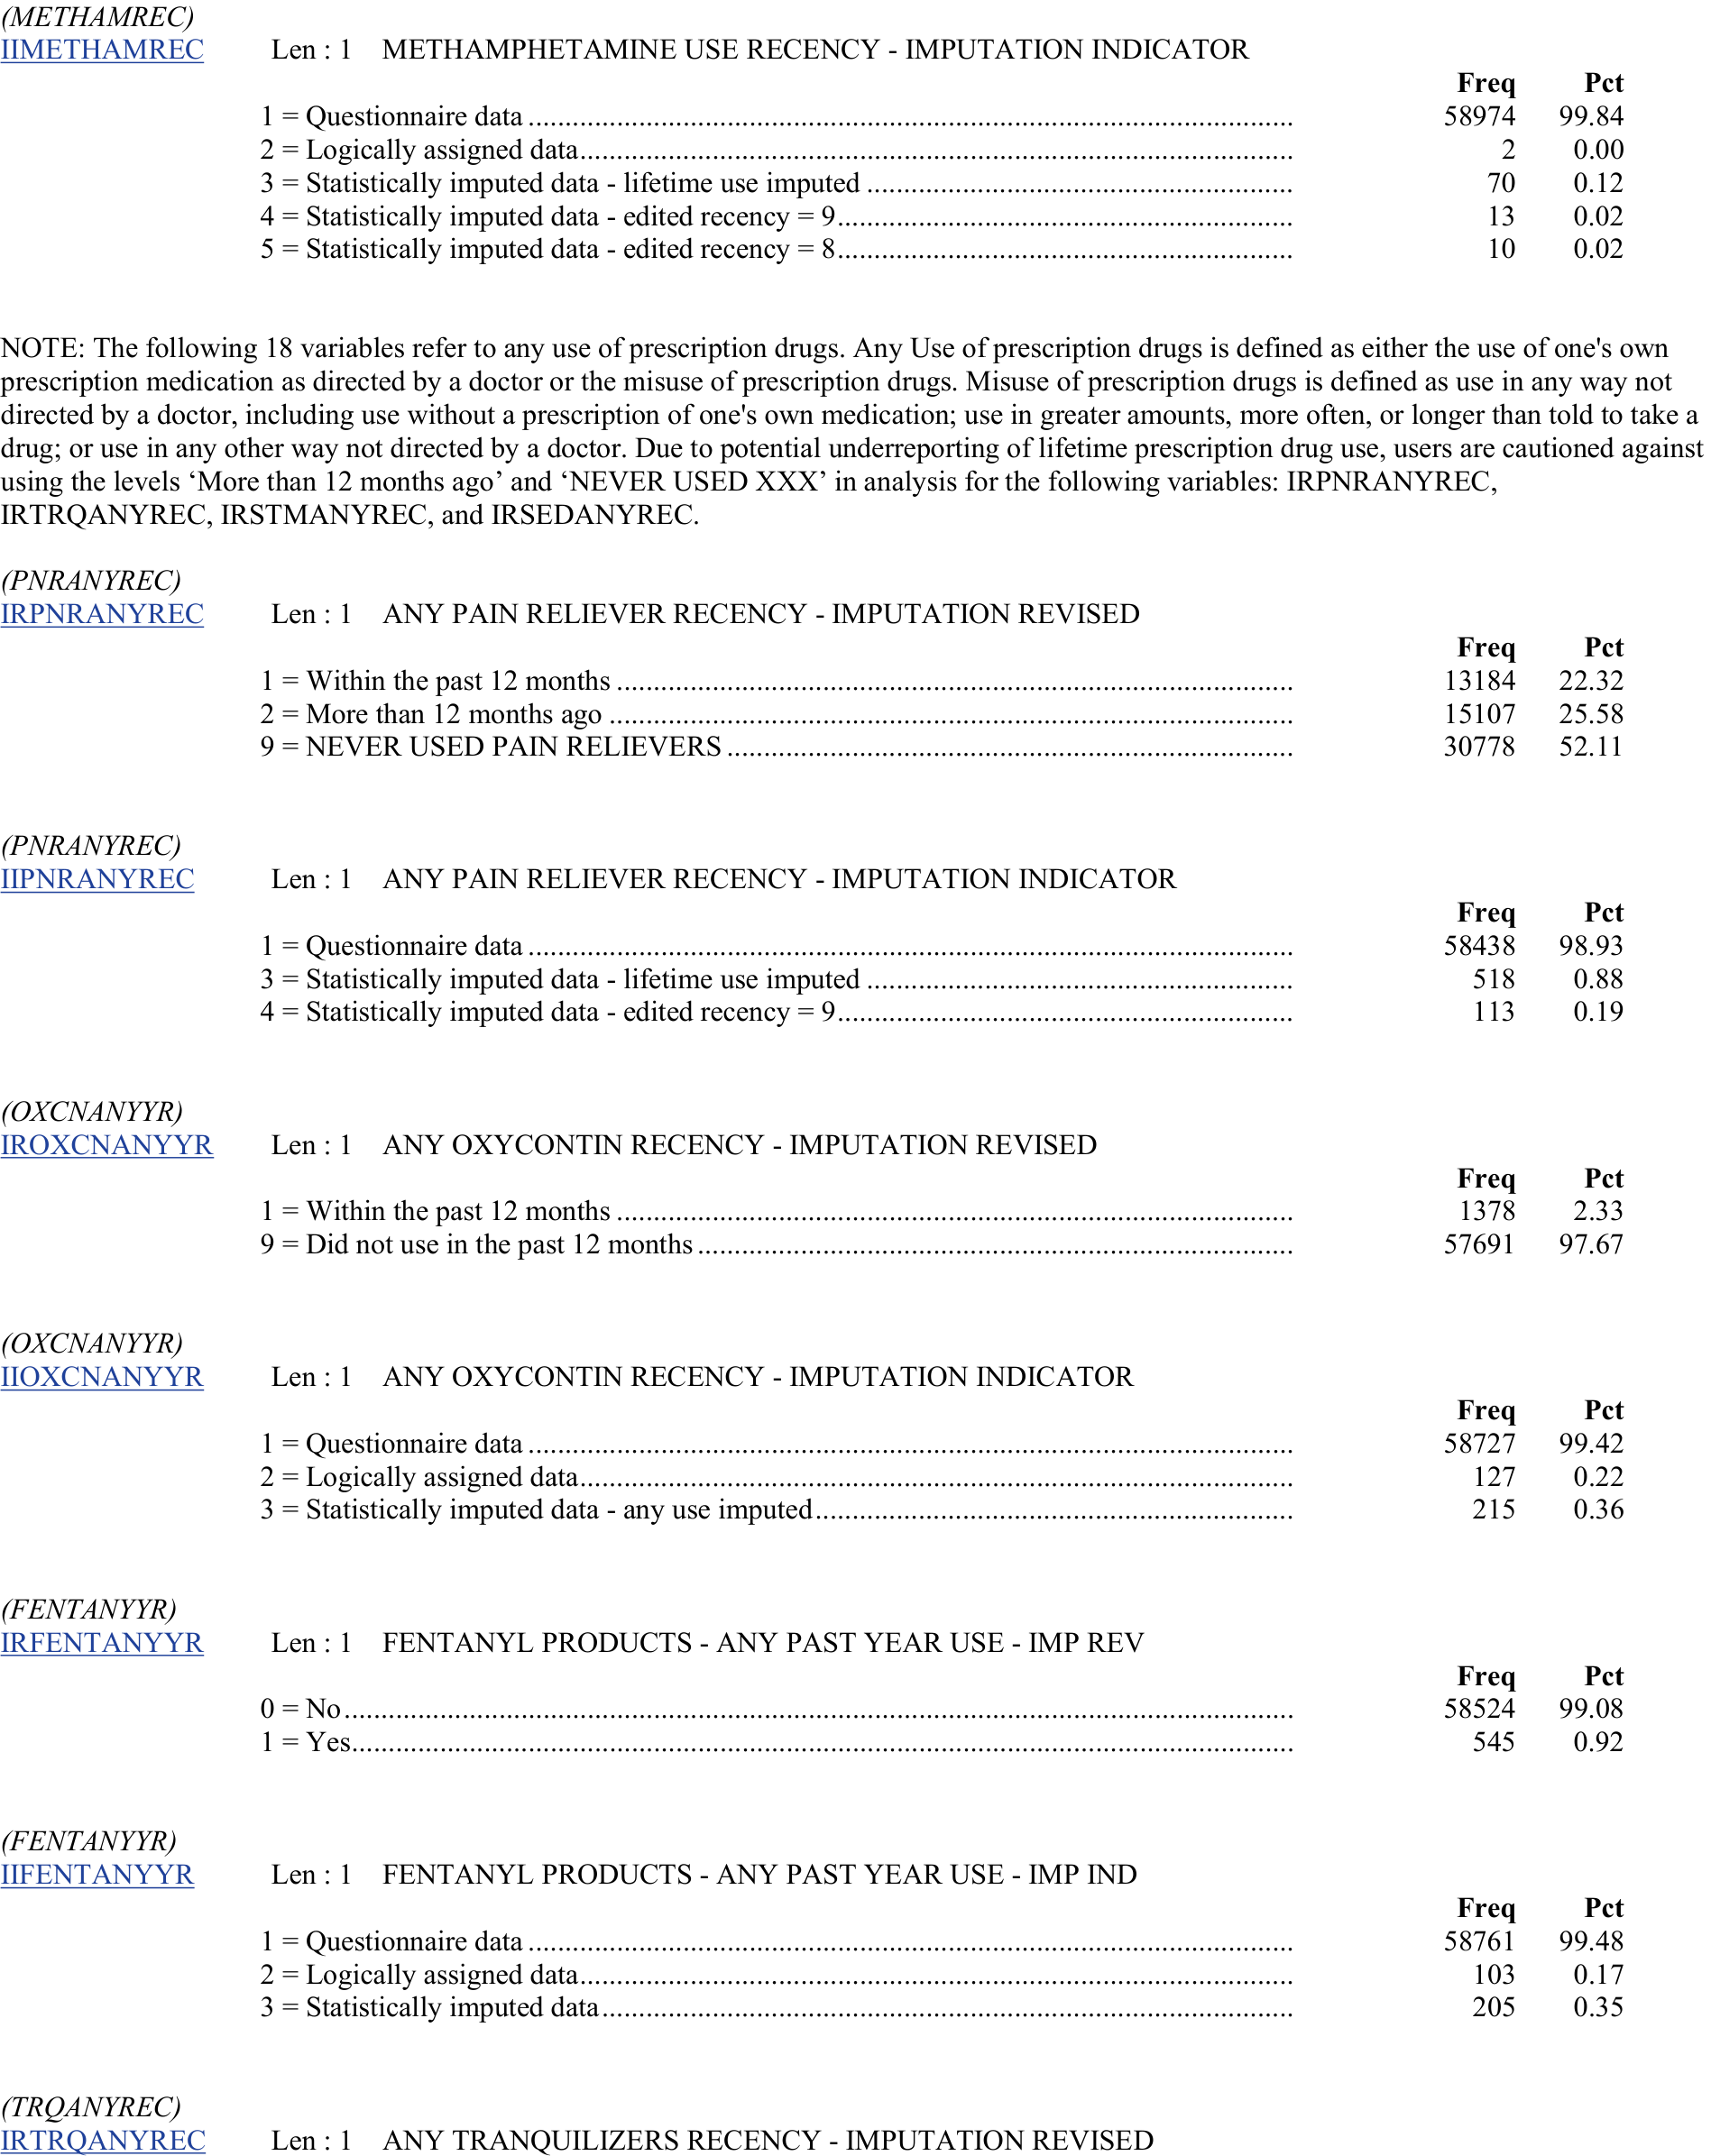 (METHAMREC)
IIMETHAMREC Len : 1 METHAMPHETAMINE USE RECENCY - IMPUTATION INDICATOR
Freq Pct
1 = Questionnaire data ........ 58974 99.84
2 = Logically assigned data........ 2 0.00
3 = Statistically imputed data - lifetime use imputed ........ 70 0.12
4 = Statistically imputed data - edited recency = 9........ 13 0.02
5 = Statistically imputed data - edited recency = 8........ 10 0.02
NOTE: The following 18 variables refer to any use of prescription drugs. Any Use of prescription drugs is defined as either the use of one's own
prescription medication as directed by a doctor or the misuse of prescription drugs. Misuse of prescription drugs is defined as use in any way not
directed by a doctor, including use without a prescription of one's own medication; use in greater amounts, more often, or longer than told to take a
drug; or use in any other way not directed by a doctor. Due to potential underreporting of lifetime prescription drug use, users are cautioned against
using the levels ‘More than 12 months ago’ and ‘NEVER USED XXX’ in analysis for the following variables: IRPNRANYREC,
IRTRQANYREC, IRSTMANYREC, and IRSEDANYREC.
(PNRANYREC)
IRPNRANYREC Len : 1 ANY PAIN RELIEVER RECENCY - IMPUTATION REVISED
Freq Pct
1 = Within the past 12 months ........ 13184 22.32
2 = More than 12 months ago ........ 15107 25.58
9 = NEVER USED PAIN RELIEVERS ........ 30778 52.11
(PNRANYREC)
IIPNRANYREC Len : 1 ANY PAIN RELIEVER RECENCY - IMPUTATION INDICATOR
Freq Pct
1 = Questionnaire data ........ 58438 98.93
3 = Statistically imputed data - lifetime use imputed ........ 518 0.88
4 = Statistically imputed data - edited recency = 9........ 113 0.19
(OXCNANYYR)
IROXCNANYYR Len : 1 ANY OXYCONTIN RECENCY - IMPUTATION REVISED
Freq Pct
1 = Within the past 12 months ........ 1378 2.33
9 = Did not use in the past 12 months ........ 57691 97.67
(OXCNANYYR)
IIOXCNANYYR Len : 1 ANY OXYCONTIN RECENCY - IMPUTATION INDICATOR
Freq Pct
1 = Questionnaire data ........ 58727 99.42
2 = Logically assigned data........ 127 0.22
3 = Statistically imputed data - any use imputed........ 215 0.36
(FENTANYYR)
IRFENTANYYR Len : 1 FENTANYL PRODUCTS - ANY PAST YEAR USE - IMP REV
Freq Pct
0 = No........ 58524 99.08
1 = Yes........ 545 0.92
(FENTANYYR)
IIFENTANYYR Len : 1 FENTANYL PRODUCTS - ANY PAST YEAR USE - IMP IND
Freq Pct
1 = Questionnaire data ........ 58761 99.48
2 = Logically assigned data........ 103 0.17
3 = Statistically imputed data........ 205 0.35
(TRQANYREC)
IRTRQANYREC Len : 1 ANY TRANQUILIZERS RECENCY - IMPUTATION REVISED